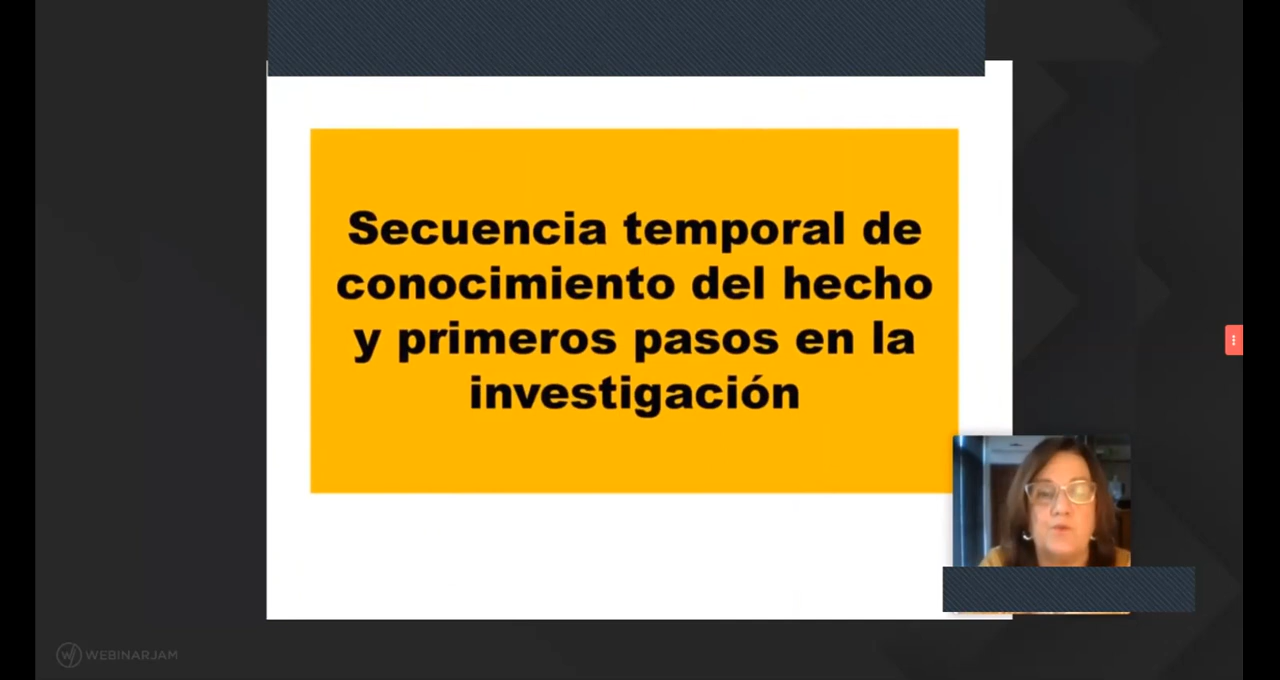 Secuencia temporal de
conocimiento del hecho
y primeros pasos en la
investigación
WEBINARJAM